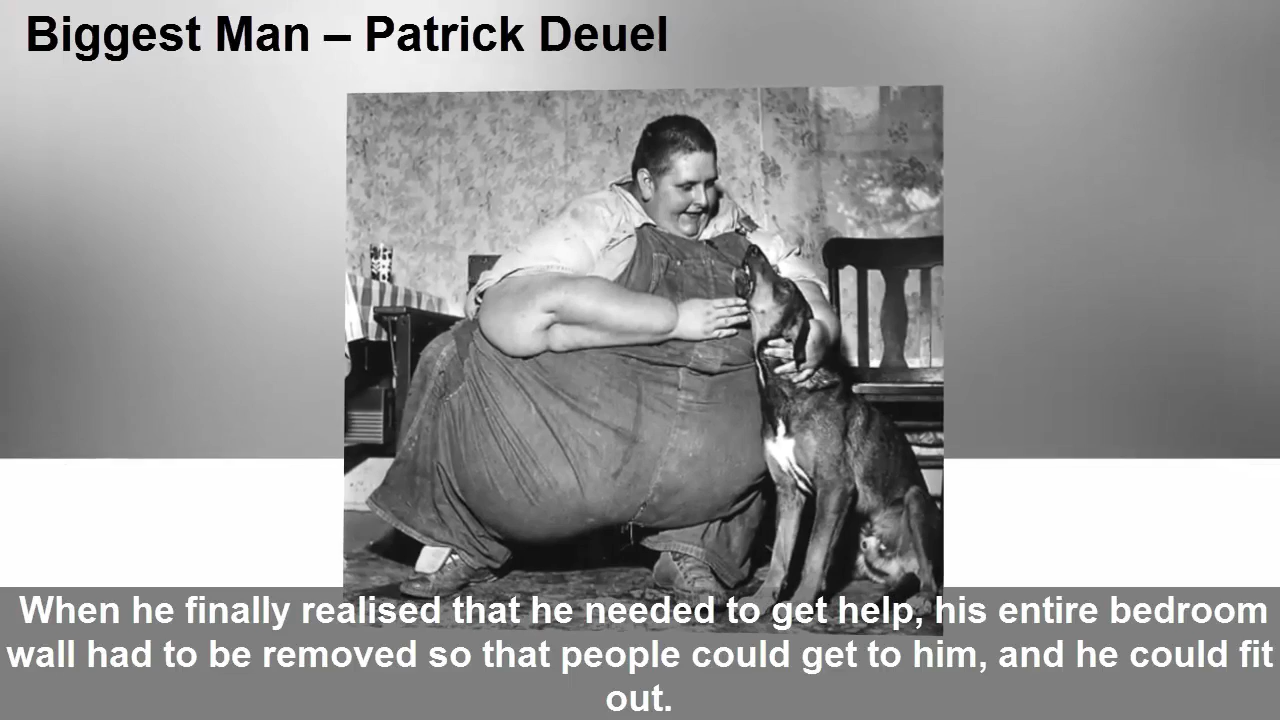 Biggest Man – Patrick Deuel
When he finally realised that he needed to get help, his entire bedroom
wall had to be removed so that people could get to him, and he could fit
out.